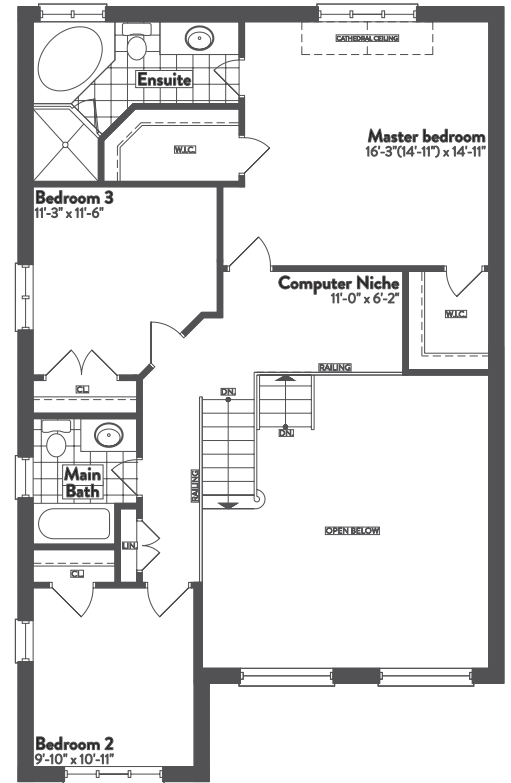 CATHEDRAL CEILING
Ensuite
Master bedroom
16'-3"(14'-11") x 14'-11"
W.I.C.
Bedroom 3
11'-3" x 11'-6"
Computer Niche
11'-0" x 6'-2"
W.I.C.
RAILING
CL.
DN.
DN.
Main
Bath
RAILING
LIN.
OPEN BELOW
CL.
Bedroom 2
9'-10" x 10'-11"